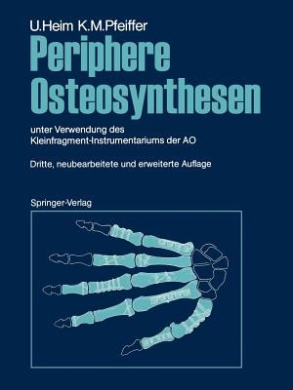 U.Heim K.M.Pfeiffer
Periphere
Osteosynthesen
unter Verwendung des
Kleinfragment-Instrumentariums der AO
Dritte, neubearbeitete und erweiterte Auflage
Springer-Verlag